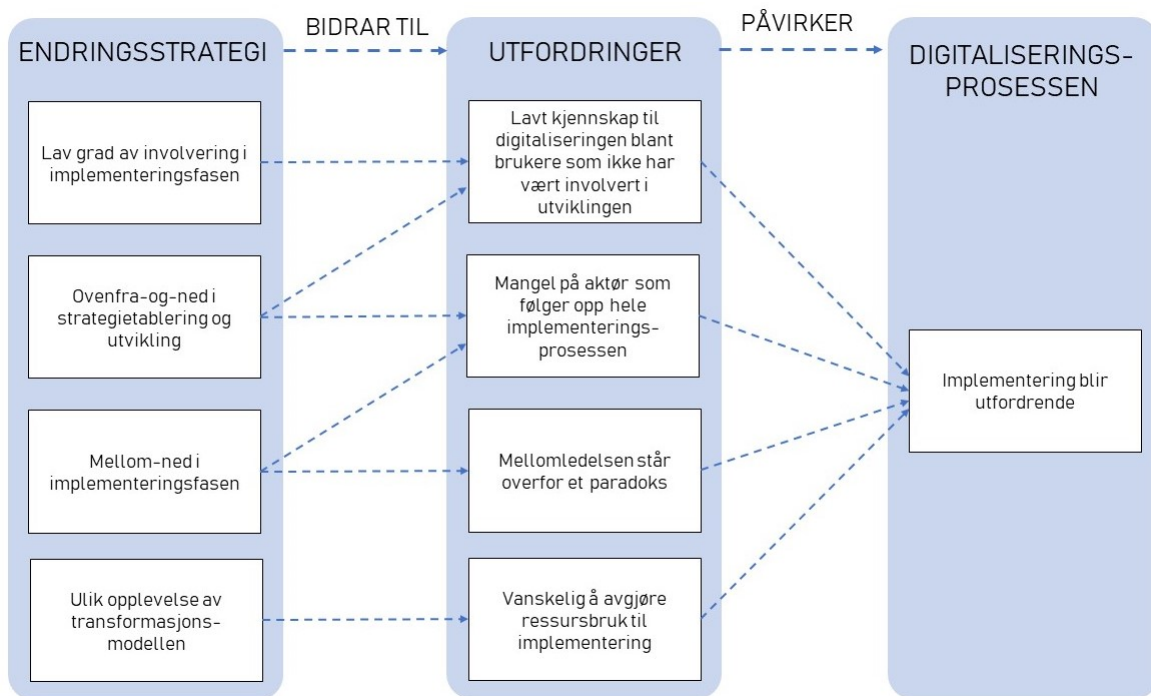 BIDRAR TIL
PÅVIRKER
ENDRINGSSTRATEGI
UTFORDRINGER
DIGITALISERINGS-
PROSESSEN
Lav grad av involvering i
implementeringsfasen
Ovenfra-og-ned i
strategietablering og
utvikling
Mellom-ned i
implementeringsfasen
Ulik opplevelse av
transformasjons-
modellen
Lavt kjennskap til
digitaliseringen blant
brukere som ikke har
vært involvert i
utviklingen
Mangel på aktør som
følger opp hele
implementerings-
prosessen
Mellomledelsen står
overfor et paradoks
Vanskelig å avgjøre
ressursbruk til
implementering
Implementering blir
utfordrende